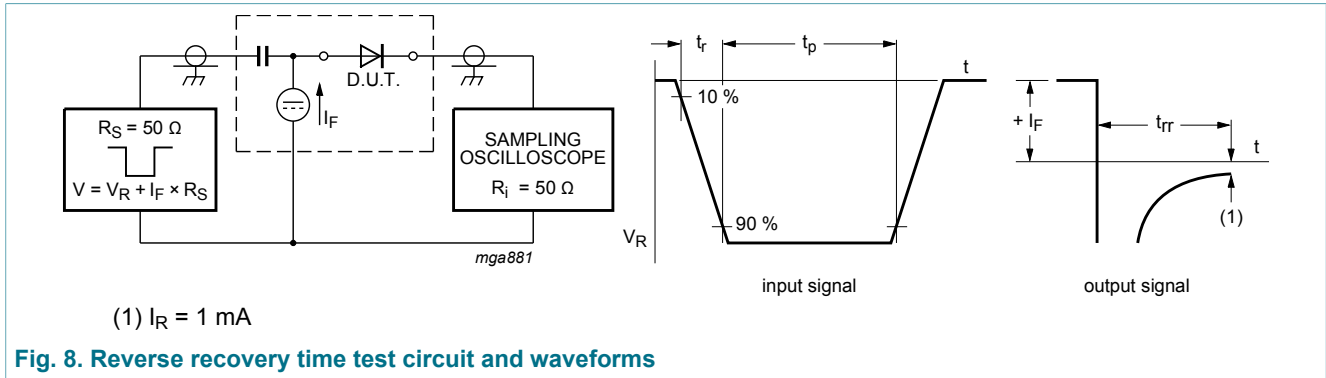 D.U.T.
I_F
R_S = 50 Ω
V = V_R + I_F × R_S
SAMPLING
OSCILLOSCOPE
R_i = 50 Ω
mga881
t_r
t_p
t
10 %
90 %
V_R
input signal
+ I_F
t_rr
t
(1)
output signal
(1) I_R = 1 mA
Fig. 8. Reverse recovery time test circuit and waveforms